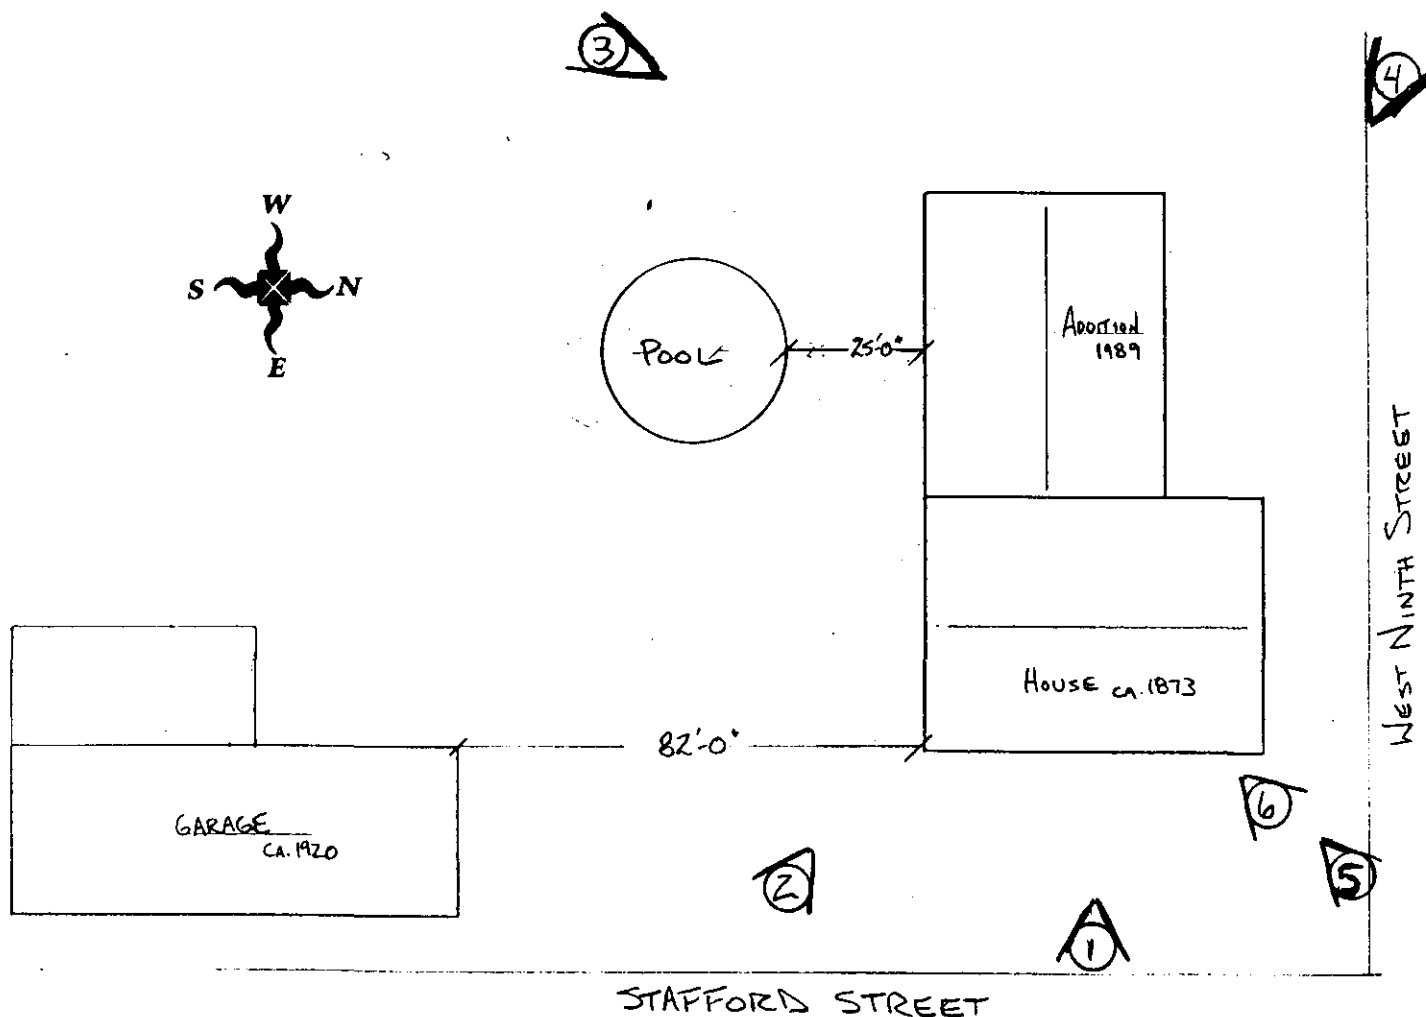 3
4
W
S N
E
POOL
25'0"
ADDITION
1989
WEST NINTH STREET
HOUSE CA. 1873
82'-0"
GARAGE
CA. 1920
6
2
5
1
STAFFORD STREET